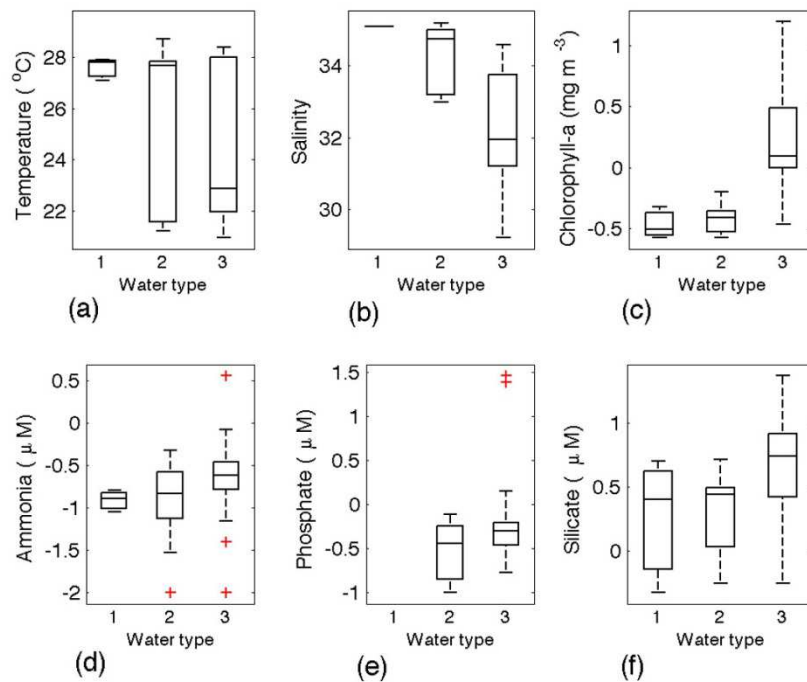 28
26
24
22
Temperature ( °C)
1 2 3
Water type
(a)
34
32
30
Salinity
1 2 3
Water type
(b)
1
0.5
0
-0.5
Chlorophyll-a (mg m -3)
1 2 3
Water type
(c)
0.5
0
-0.5
-1
-1.5
-2
Ammonia ( μ M)
1 2 3
Water type
(d)
1.5
1
0.5
0
-0.5
-1
Phosphate ( μ M)
1 2 3
Water type
(e)
1
0.5
0
Silicate ( μ M)
1 2 3
Water type
(f)